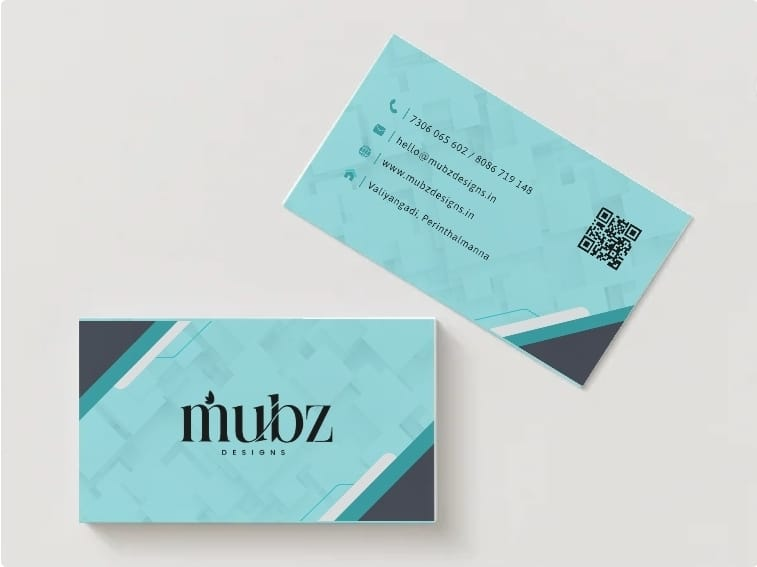 7306 065 602 / 8086 719 148
hello@mubzdesigns.in
www.mubzdesigns.in
Valiyangadi, Perinthalmanna
mubz
DESIGNS